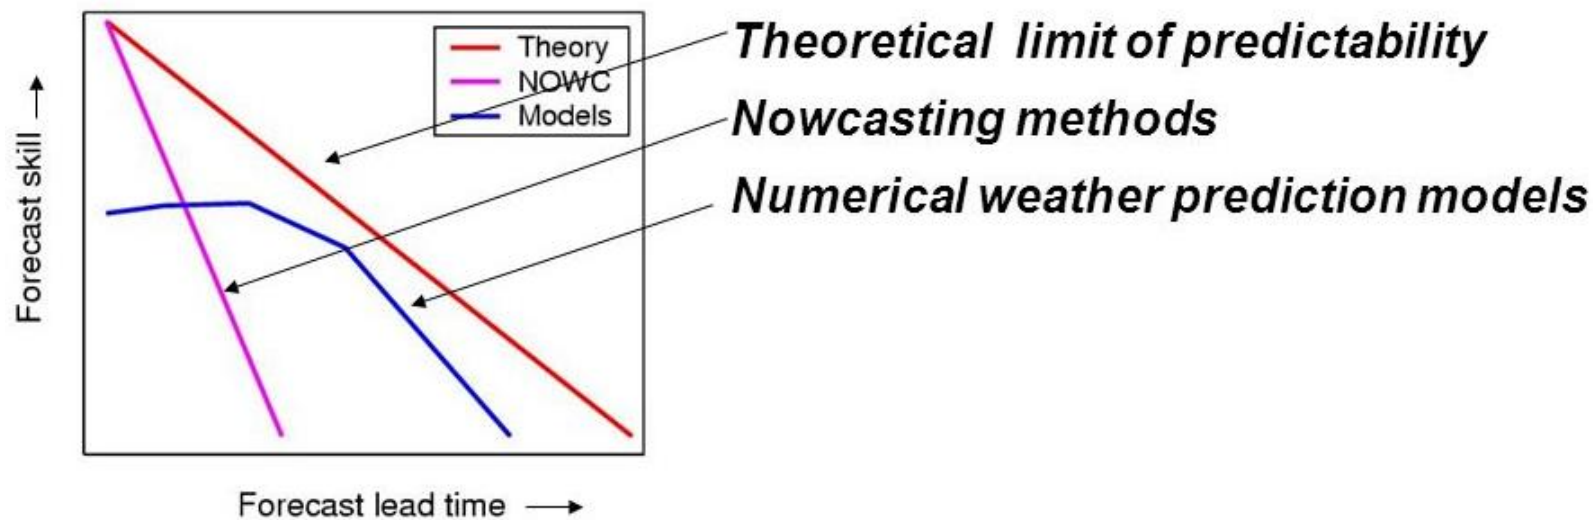 Theory
NOWC
Models
Forecast skill
Forecast lead time
Theoretical limit of predictability
Nowcasting methods
Numerical weather prediction models